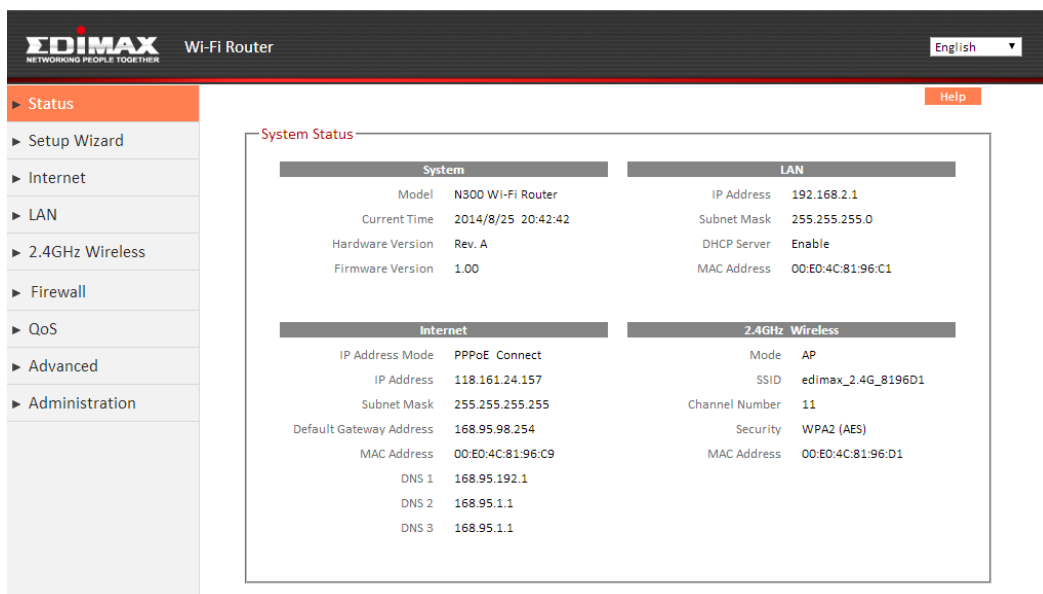 EDIMAX
NETWORKING PEOPLE TOGETHER
Wi-Fi Router
English
Status
Setup Wizard
Internet
LAN
2.4GHz Wireless
Firewall
QoS
Advanced
Administration
Help
System Status
System
Model N300 Wi-Fi Router
Current Time 2014/8/25 20:42:42
Hardware Version Rev. A
Firmware Version 1.00
LAN
IP Address 192.168.2.1
Subnet Mask 255.255.255.0
DHCP Server Enable
MAC Address 00:E0:4C:81:96:C1
Internet
IP Address Mode PPPoE Connect
IP Address 118.161.24.157
Subnet Mask 255.255.255.255
Default Gateway Address 168.95.98.254
MAC Address 00:E0:4C:81:96:C9
DNS 1 168.95.192.1
DNS 2 168.95.1.1
DNS 3 168.95.1.1
2.4GHz Wireless
Mode AP
SSID edimax_2.4G_8196D1
Channel Number 11
Security WPA2 (AES)
MAC Address 00:E0:4C:81:96:D1